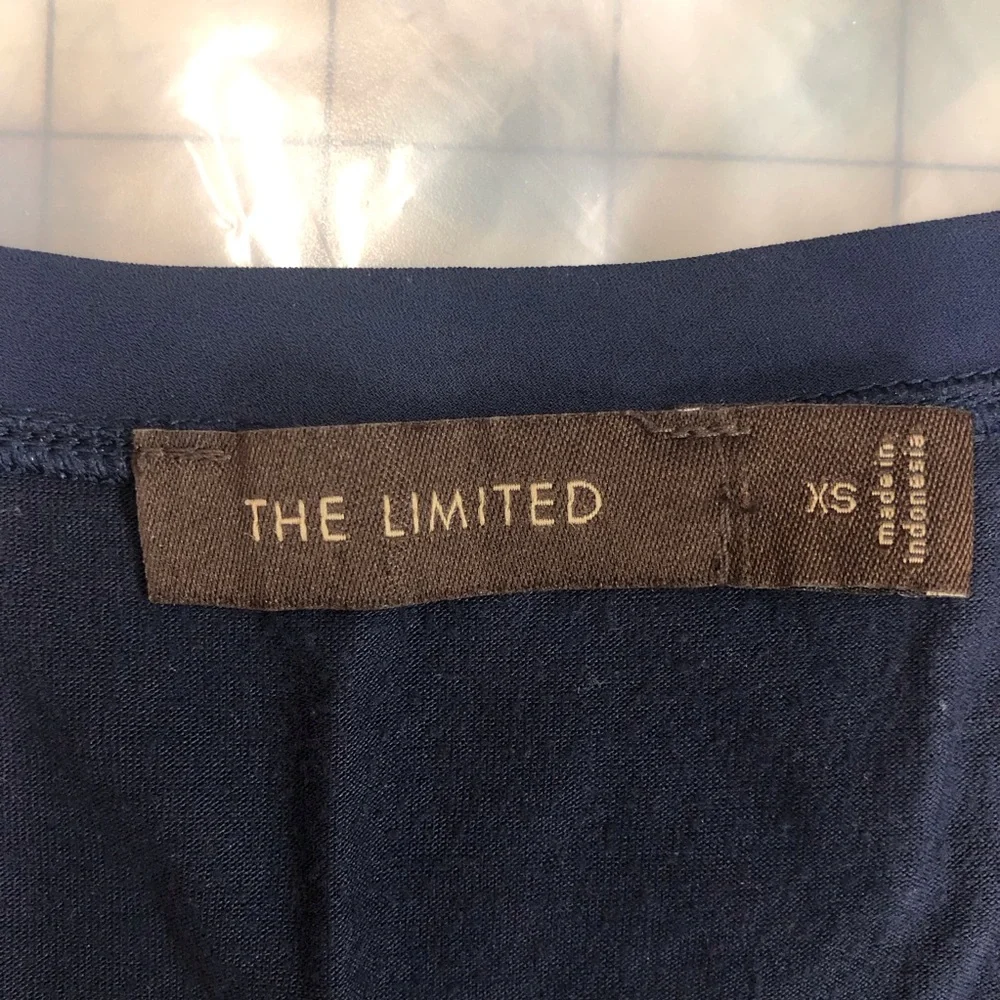 THE LIMITED
XS
made in
indonesia